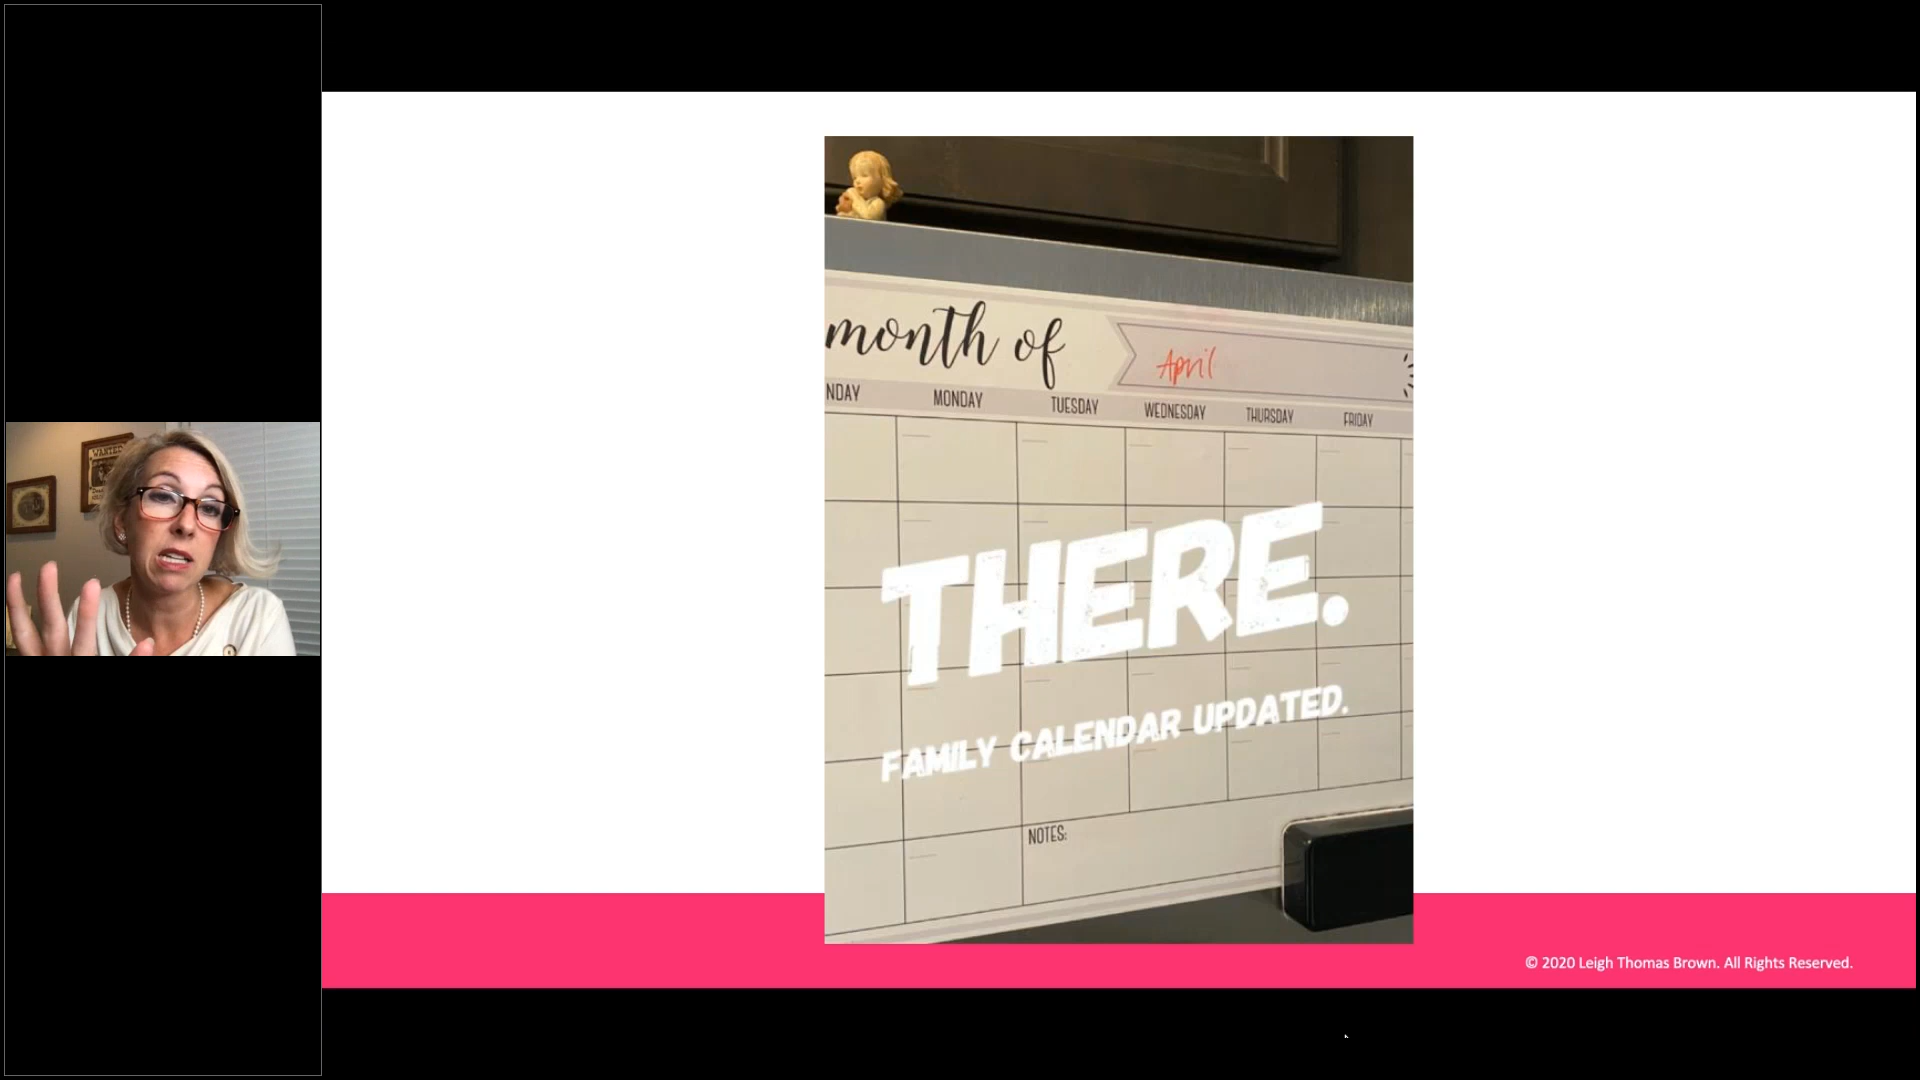 WANTED
month of
April
NDAY MONDAY TUESDAY WEDNESDAY THURSDAY FRIDAY
THERE.
FAMILY CALENDAR UPDATED.
NOTES:
© 2020 Leigh Thomas Brown. All Rights Reserved.